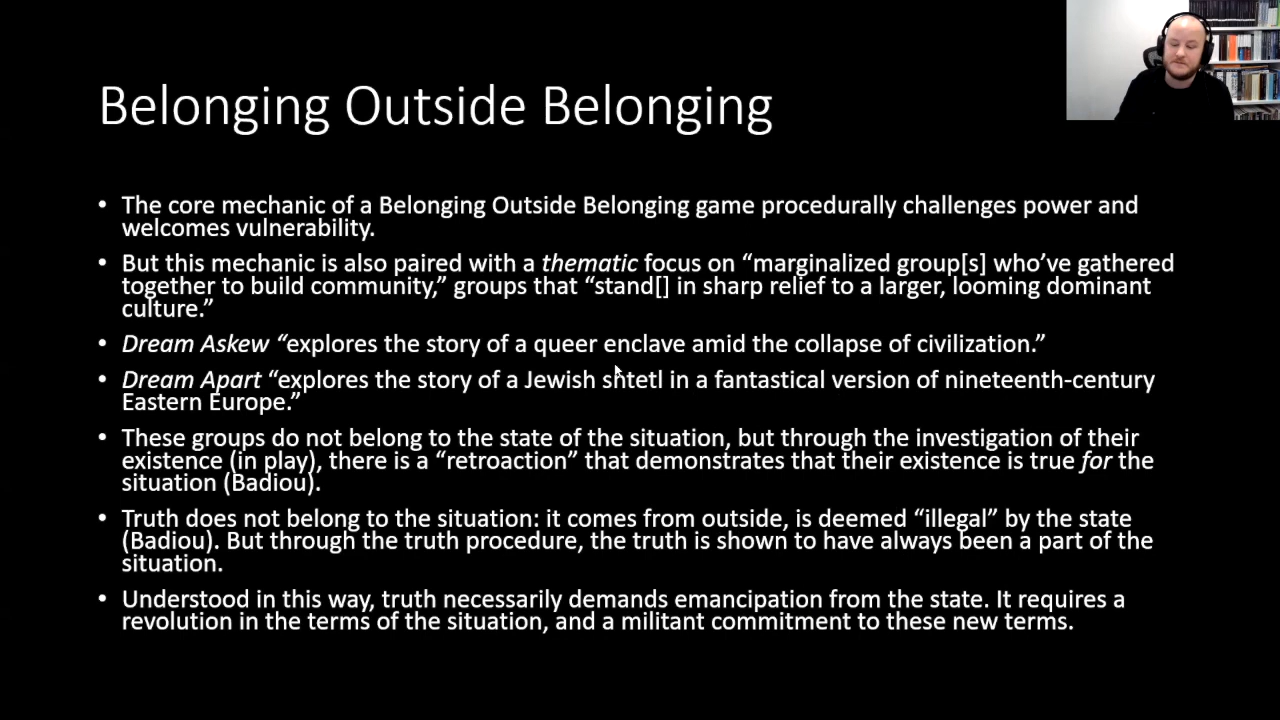 Belonging Outside Belonging
• The core mechanic of a Belonging Outside Belonging game procedurally challenges power and
welcomes vulnerability.
• But this mechanic is also paired with a thematic focus on “marginalized group[s] who’ve gathered
together to build community,” groups that “stand[] in sharp relief to a larger, looming dominant
culture.”
• Dream Askew “explores the story of a queer enclave amid the collapse of civilization.”
• Dream Apart “explores the story of a Jewish shtetl in a fantastical version of nineteenth-century
Eastern Europe.”
• These groups do not belong to the state of the situation, but through the investigation of their
existence (in play), there is a “retroaction” that demonstrates that their existence is true for the
situation (Badiou).
• Truth does not belong to the situation: it comes from outside, is deemed “illegal” by the state
(Badiou). But through the truth procedure, the truth is shown to have always been a part of the
situation.
• Understood in this way, truth necessarily demands emancipation from the state. It requires a
revolution in the terms of the situation, and a militant commitment to these new terms.